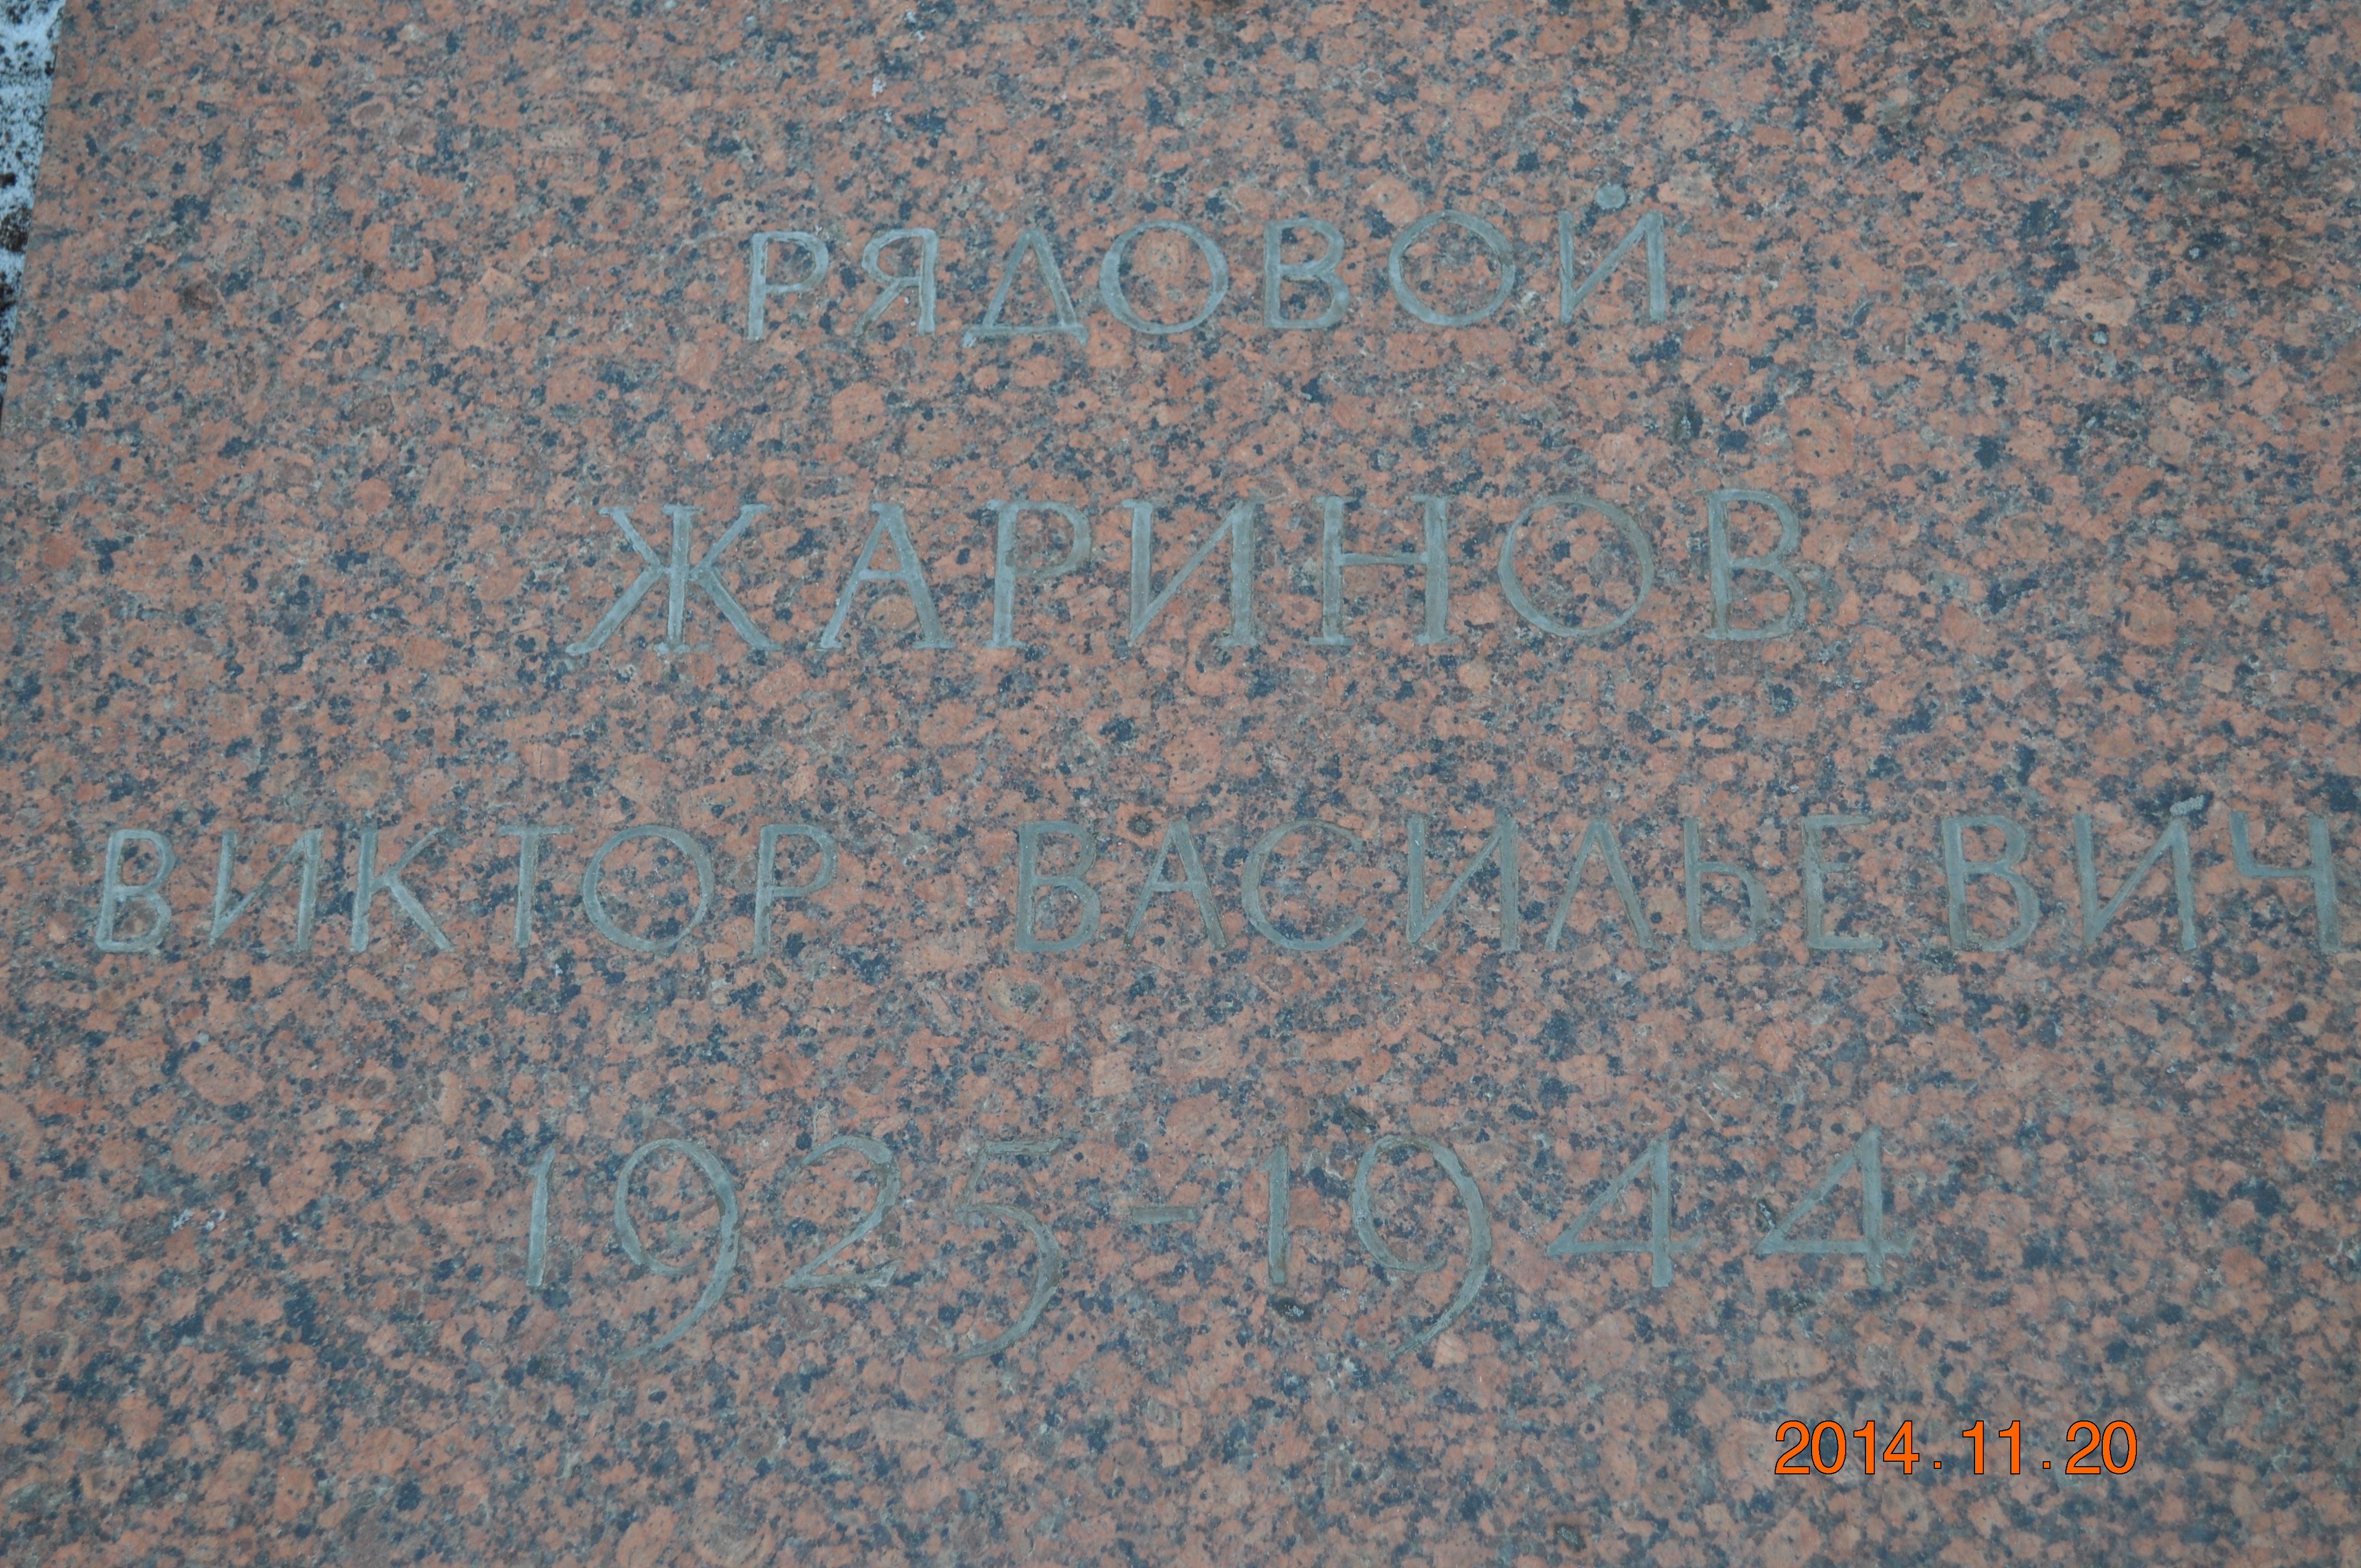 РЯДОВОЙ
ЖАРИНОВ
ВИКТОР ВАСИЛЬЕВИЧ
1925-1944
2014.11.20